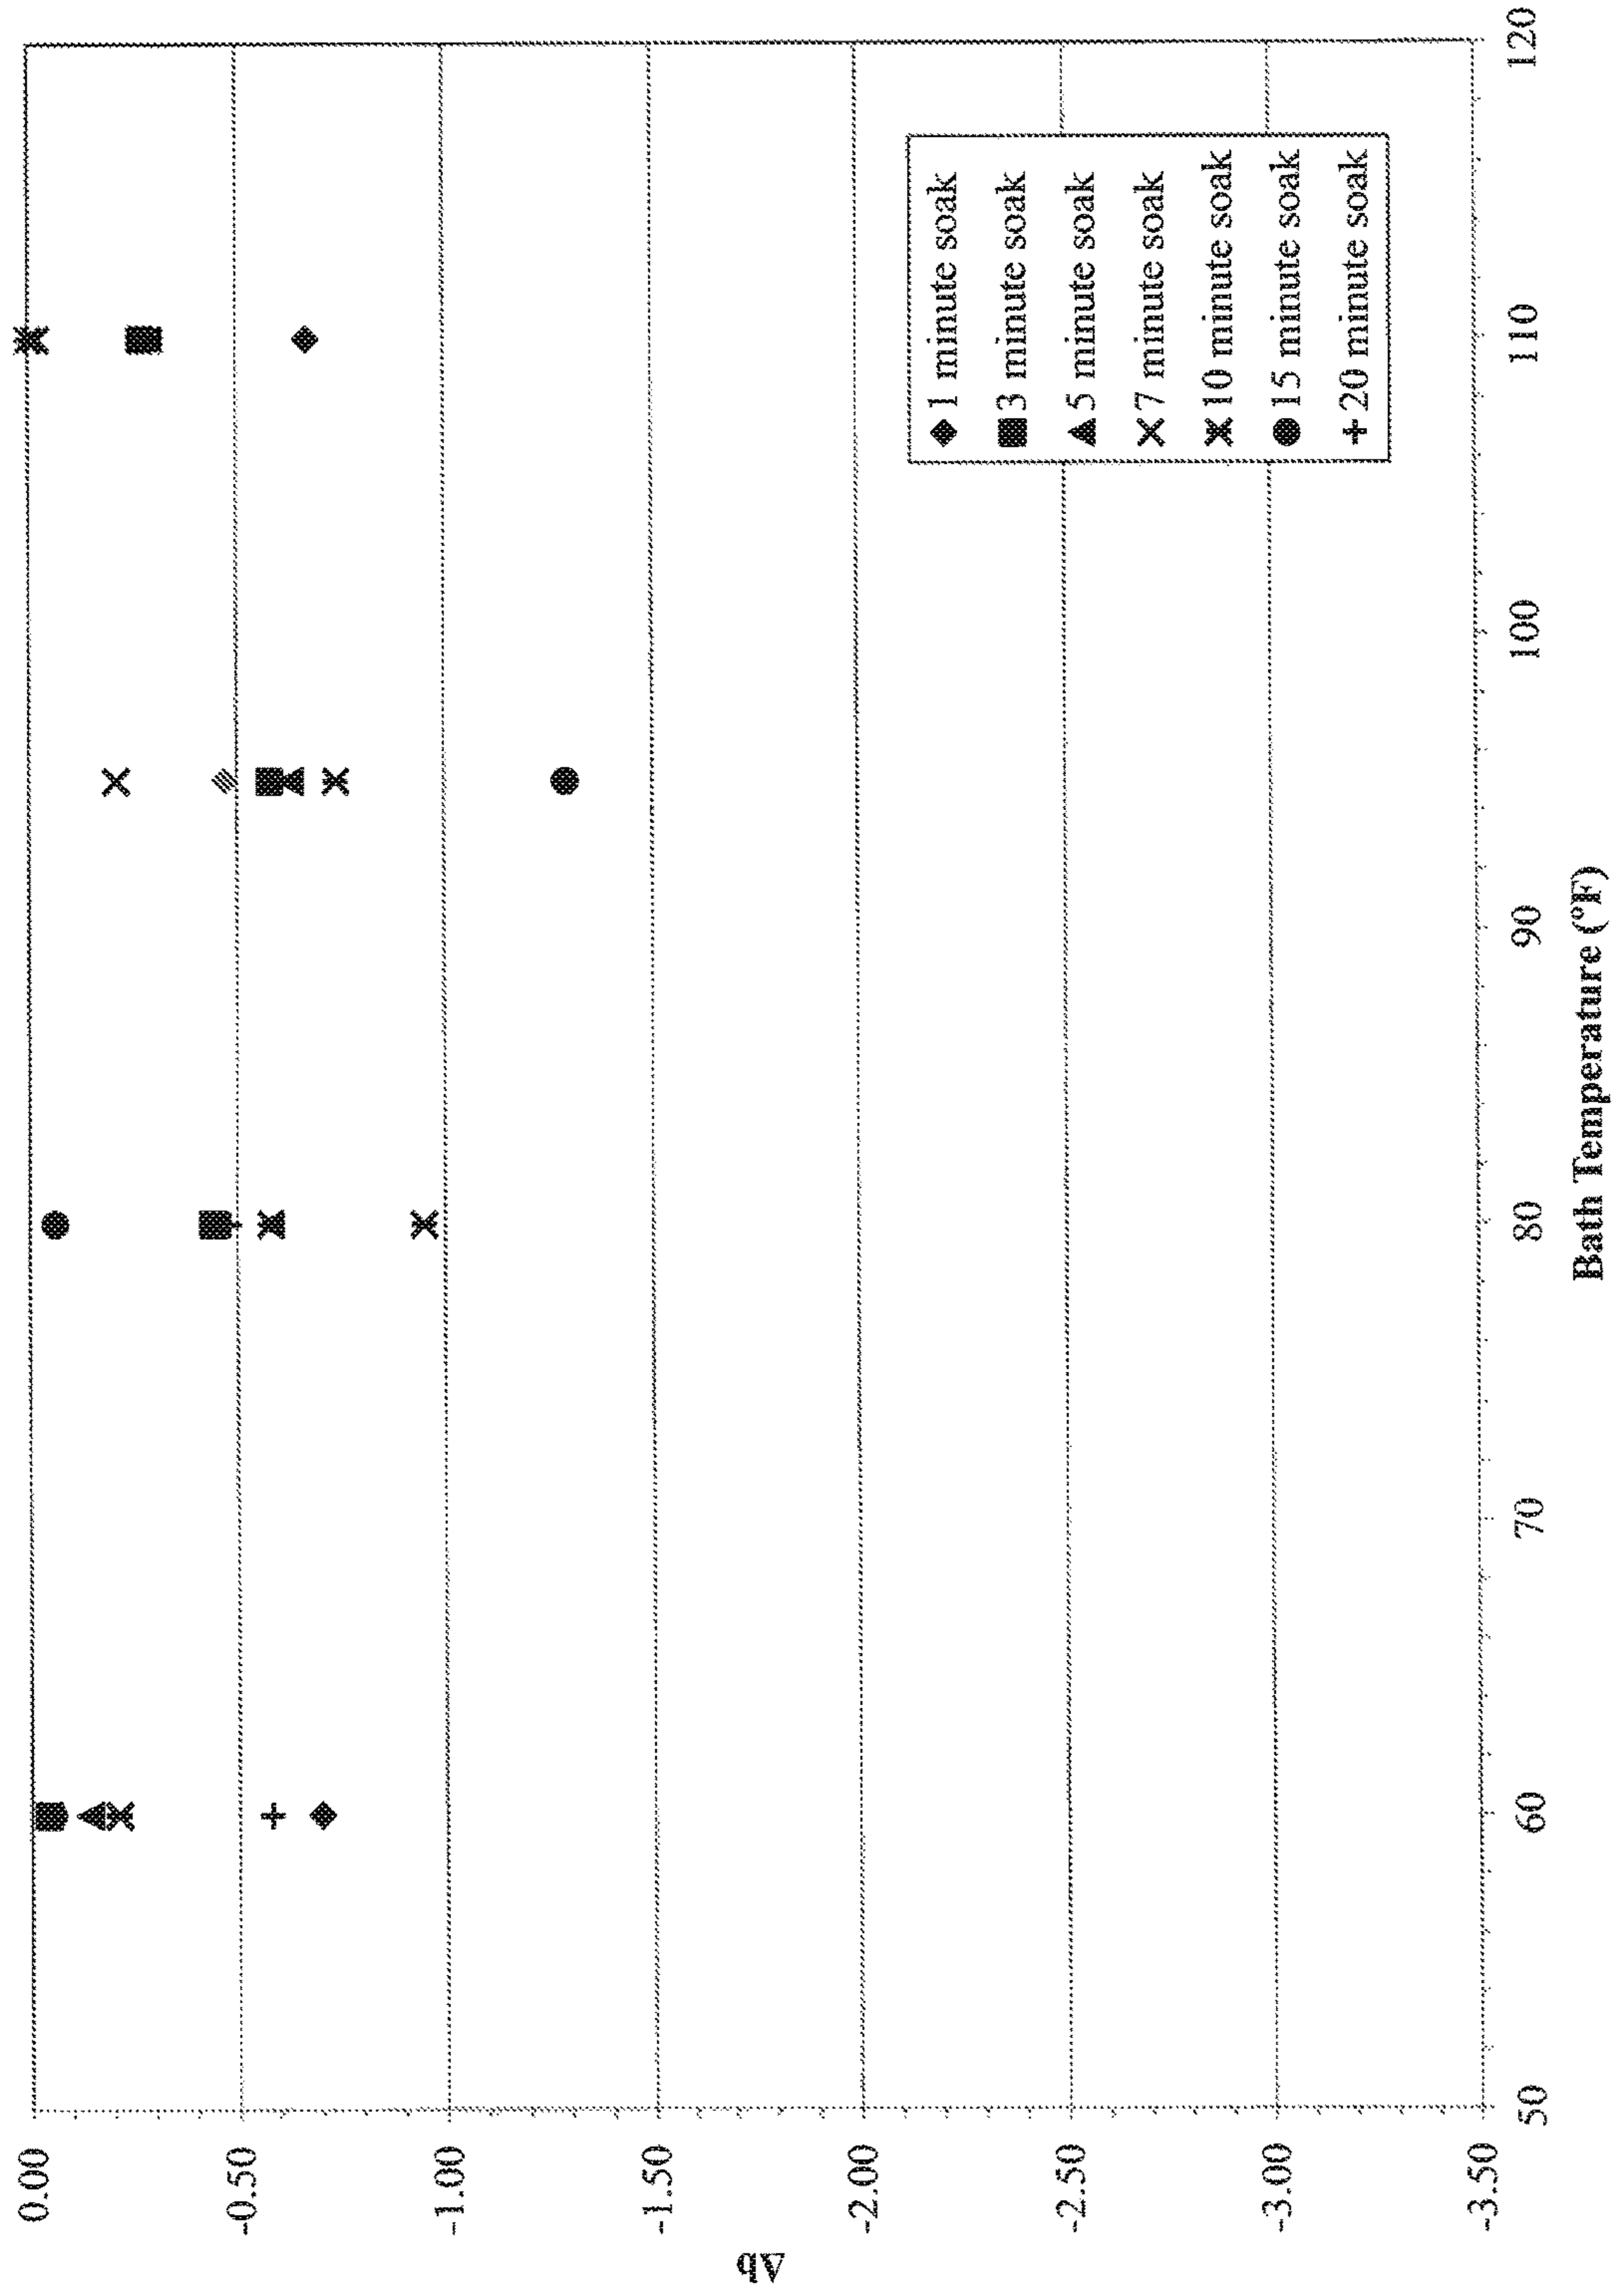 Δb
0.00
-0.50
-1.00
-1.50
-2.00
-2.50
-3.00
-3.50
50
60
70
80
90
100
110
120
Bath Temperature (°F)
1 minute soak
3 minute soak
5 minute soak
7 minute soak
10 minute soak
15 minute soak
20 minute soak